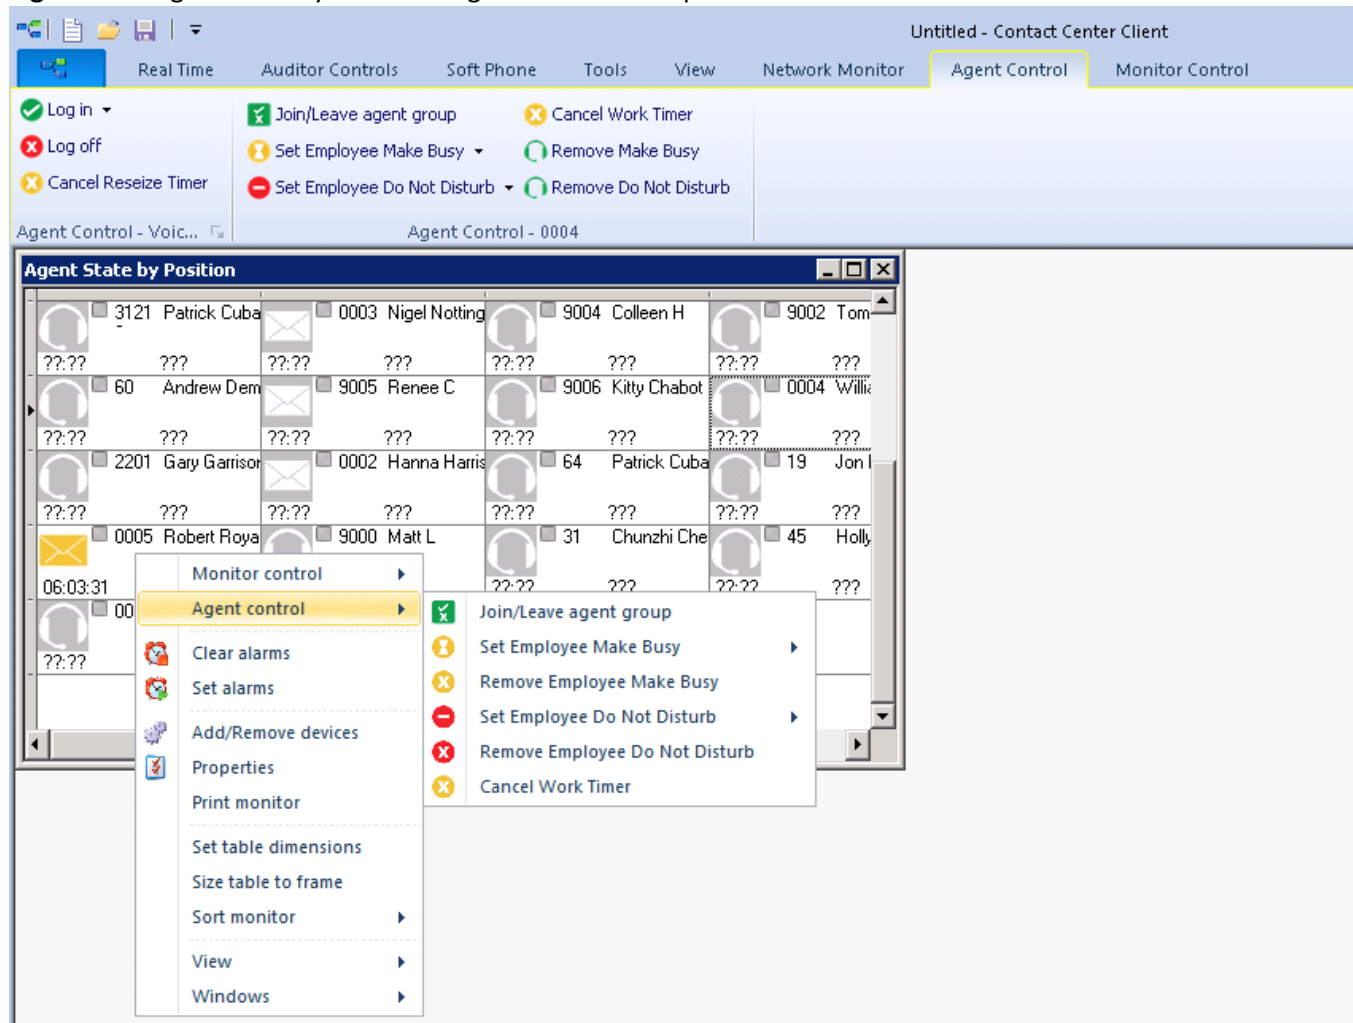 Untitled - Contact Center Client
Real Time Auditor Controls Soft Phone Tools View Network Monitor Agent Control Monitor Control
Log in
Log off
Cancel Reseize Timer
Agent Control - Voic...
Join/Leave agent group
Set Employee Make Busy
Set Employee Do Not Disturb
Cancel Work Timer
Remove Make Busy
Remove Do Not Disturb
Agent Control - 0004
Agent State by Position
3121 Patrick Cuba 0003 Nigel Notting 9004 Colleen H 9002 Tom
-
??:?? ??? ??:?? ??? ??:?? ??? ??:?? ???
60 Andrew Dem 9005 Renee C 9006 Kitty Chabot 0004 Willia
??:?? ??? ??:?? ??? ??:?? ??? ??:?? ???
2201 Gary Garrison 0002 Hanna Harris 64 Patrick Cuba 19 Jon
??:?? ??? ??:?? ??? ??:?? ??? ??:?? ???
0005 Robert Roya 9000 Matt L 31 Chunzhi Che 45 Holly
06:03:31 ??:?? ??? ??:?? ???
00
??:??
Monitor control
Agent control
Clear alarms
Set alarms
Add/Remove devices
Properties
Print monitor
Set table dimensions
Size table to frame
Sort monitor
View
Windows
Join/Leave agent group
Set Employee Make Busy
Remove Employee Make Busy
Set Employee Do Not Disturb
Remove Employee Do Not Disturb
Cancel Work Timer